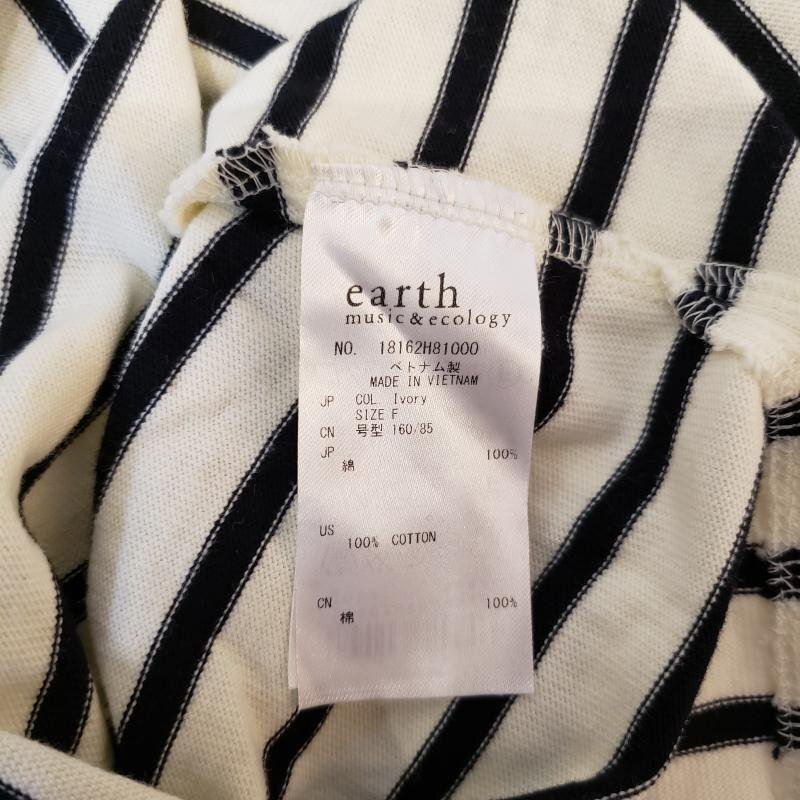 earth
music&ecology
NO. 18162H81000
ベトナム製
MADE IN VIETNAM
JP COL Ivory
SIZE F
CN 号型 160/85
JP 綿 100%
US 100% COTTON
CN 棉 100%